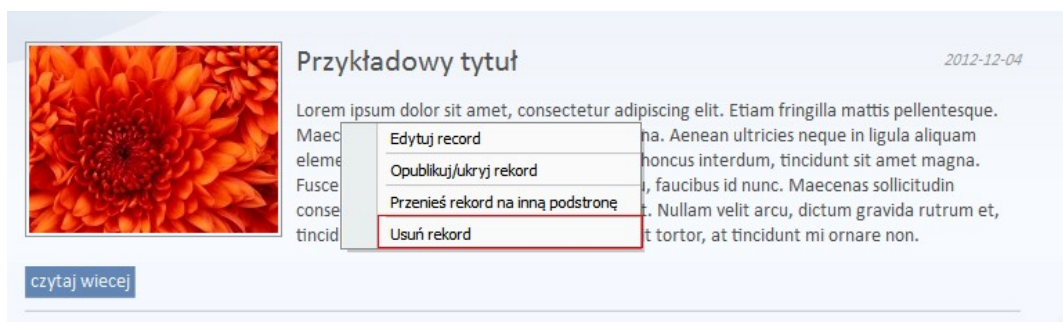 Przykładowy tytuł
2012-12-04
Lorem ipsum dolor sit amet, consectetur adipiscing elit. Etiam fringilla mattis pellentesque.
Maec na. Aenean ultricies neque in ligula aliquam
eleme honcus interdum, tincidunt sit amet magna.
Fusce , faucibus id nunc. Maecenas sollicitudin
conse t. Nullam velit arcu, dictum gravida rutrum et,
tincid t tortor, at tincidunt mi ornare non.
Edytuj record
Opublikuj/ukryj rekord
Przenieś rekord na inną podstronę
Usuń rekord
czytaj wiecej